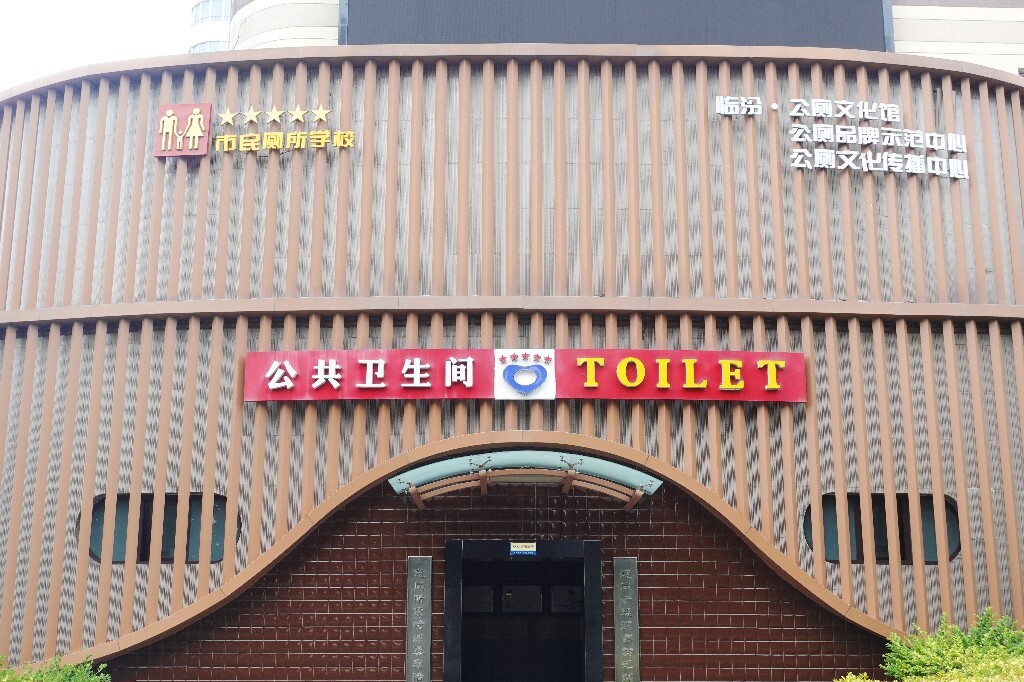 市民厕所学校
临汾·公厕文化馆
公厕品牌示范中心
公厕文化传播中心
公共卫生间 TOILET